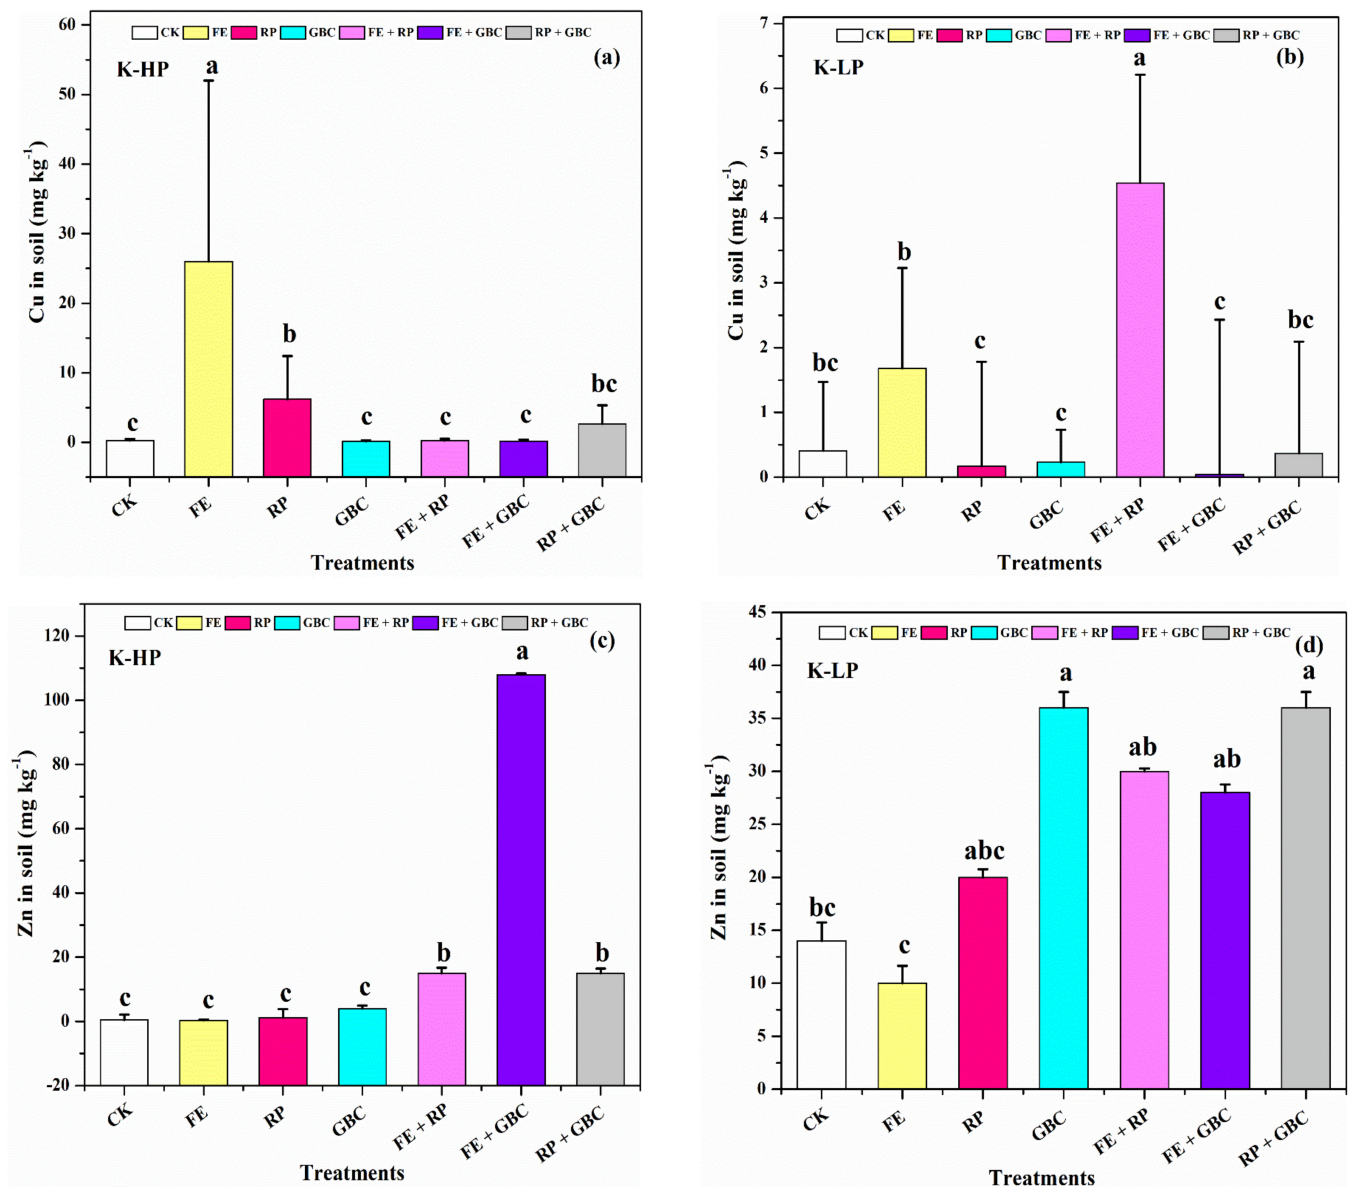 CK FE RP GBC FE + RP FE + GBC RP + GBC
K-HP
(a)
a
b
c
c
c
c
bc
60
50
40
30
20
10
0
Cu in soil (mg kg-1)
CK
FE
RP
GBC
FE + RP
FE + GBC
RP + GBC
Treatments
CK FE RP GBC FE + RP FE + GBC RP + GBC
K-LP
(b)
bc
b
c
c
a
c
bc
7
6
5
4
3
2
1
0
Cu in soil (mg kg-1)
CK
FE
RP
GBC
FE + RP
FE + GBC
RP + GBC
Treatments
CK FE RP GBC FE + RP FE + GBC RP + GBC
K-HP
(c)
c
c
c
c
b
a
b
120
100
80
60
40
20
0
-20
Zn in soil (mg kg-1)
CK
FE
RP
GBC
FE + RP
FE + GBC
RP + GBC
Treatments
CK FE RP GBC FE + RP FE + GBC RP + GBC
K-LP
(d)
bc
c
abc
a
ab
ab
a
45
40
35
30
25
20
15
10
5
0
Zn in soil (mg kg-1)
CK
FE
RP
GBC
FE + RP
FE + GBC
RP + GBC
Treatments